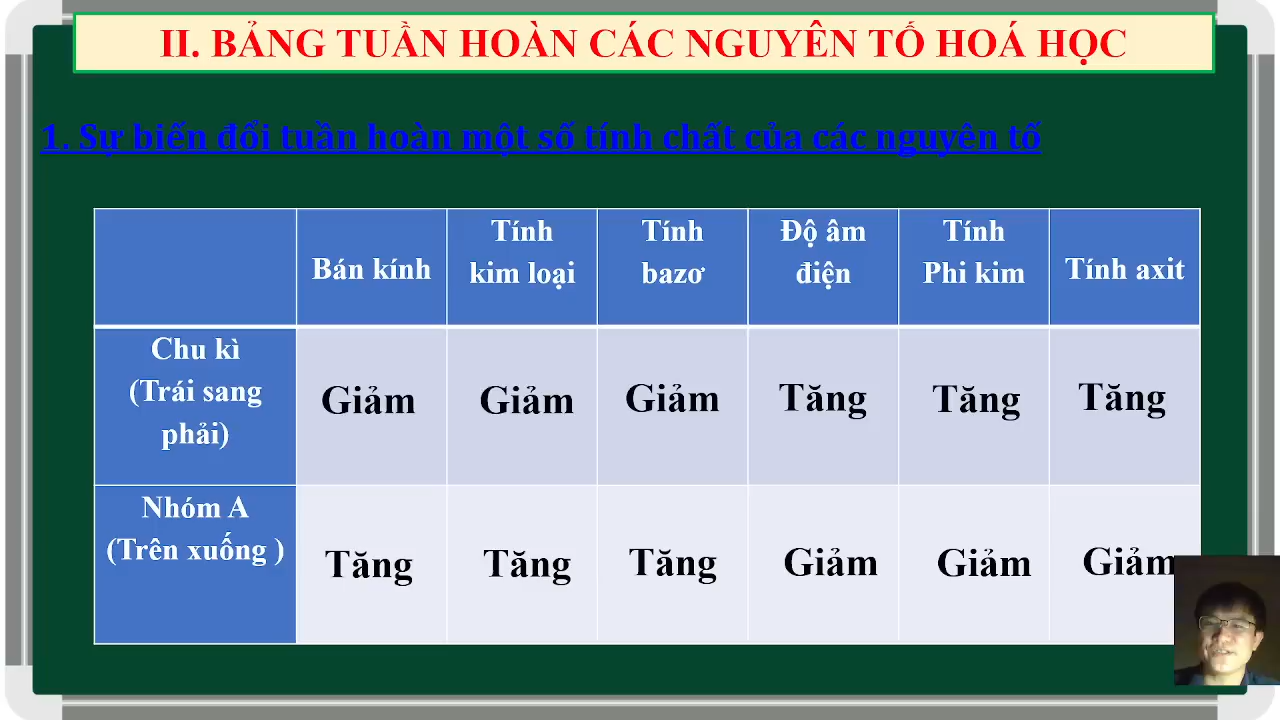 II. BẢNG TUẦN HOÀN CÁC NGUYÊN TỐ HOÁ HỌC
1. Sự biến đổi tuần hoàn một số tính chất của các nguyên tố
Bán kính
Tính
kim loại
Tính
bazơ
Độ âm
điện
Tính
Phi kim
Tính axit
Chu kì
(Trái sang
phải)
Giảm
Giảm
Giảm
Tăng
Tăng
Tăng
Nhóm A
(Trên xuống )
Tăng
Tăng
Tăng
Giảm
Giảm
Giảm